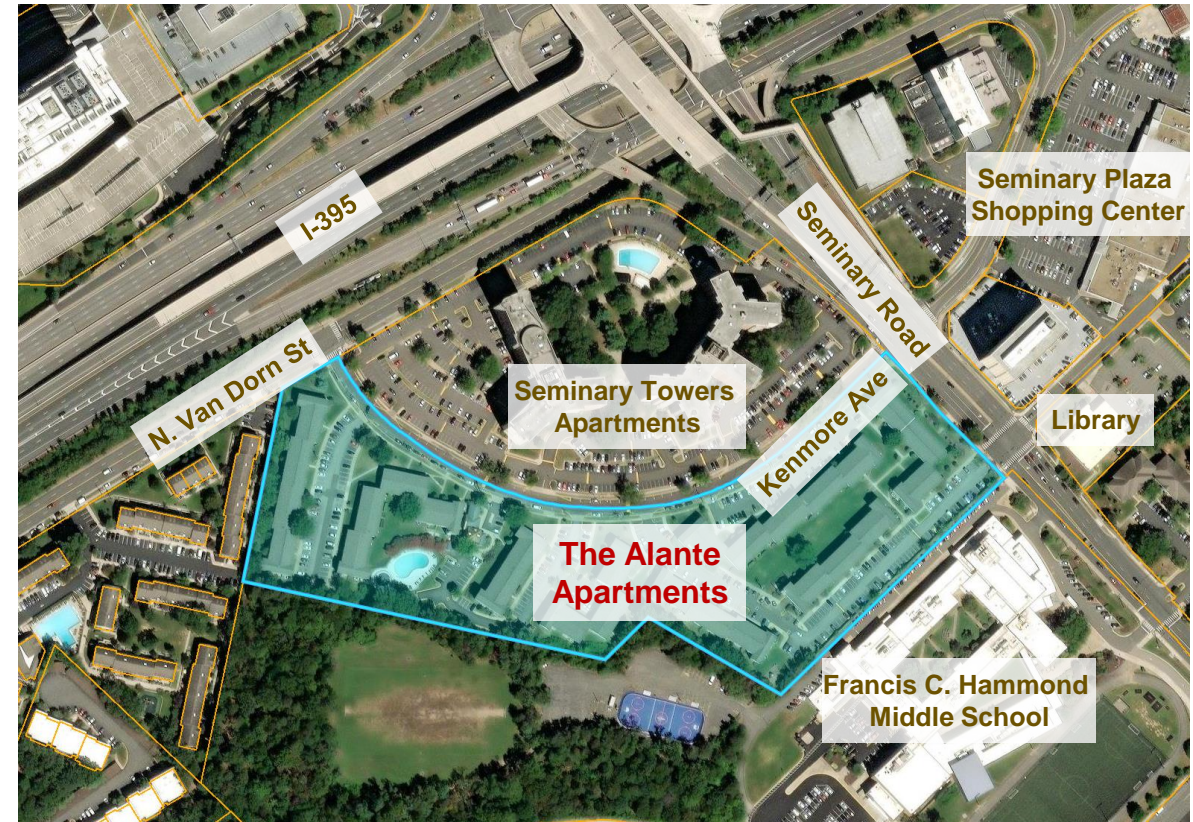 I-395
Seminary Plaza
Shopping Center
Seminary Road
N. Van Dorn St
Seminary Towers
Apartments
Kenmore Ave
Library
The Alante
Apartments
Francis C. Hammond
Middle School